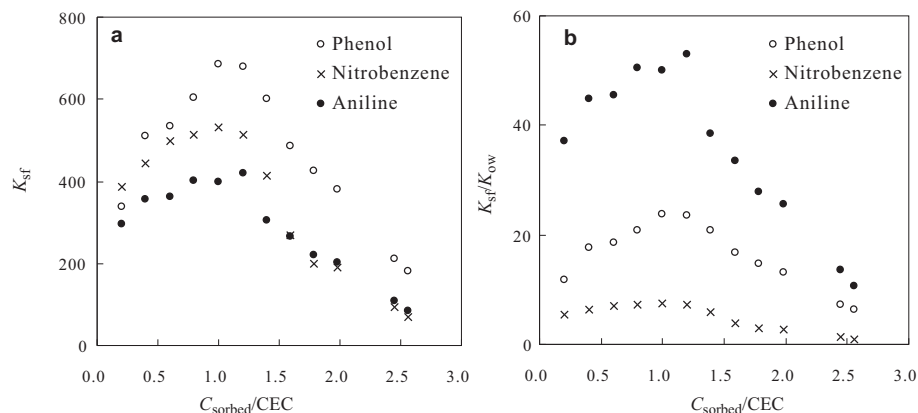 a
○ Phenol
× Nitrobenzene
● Aniline
800
600
400
200
0
K_sf
0.0 0.5 1.0 1.5 2.0 2.5 3.0
C_sorbed/CEC
b
○ Phenol
× Nitrobenzene
● Aniline
60
40
20
0
K_sf/K_ow
0.0 0.5 1.0 1.5 2.0 2.5 3.0
C_sorbed/CEC